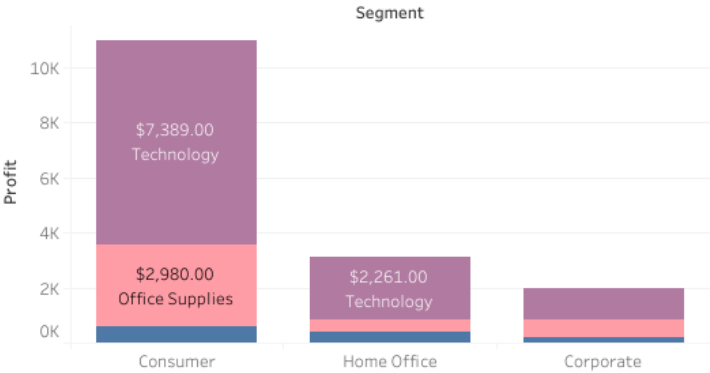 Segment
10K
8K
6K
4K
2K
0K
Profit
$7,389.00
Technology
$2,980.00
Office Supplies
$2,261.00
Technology
Consumer
Home Office
Corporate